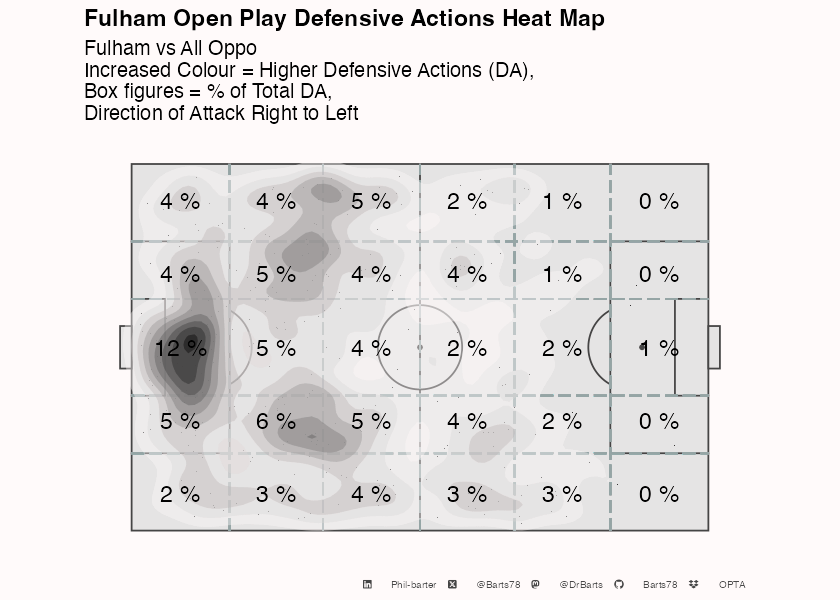 Fulham Open Play Defensive Actions Heat Map
Fulham vs All Oppo
Increased Colour = Higher Defensive Actions (DA),
Box figures = % of Total DA,
Direction of Attack Right to Left
4 % 4 % 5 % 2 % 1 % 0 %
4 % 5 % 4 % 4 % 1 % 0 %
12 % 5 % 4 % 2 % 2 % 1 %
5 % 6 % 5 % 4 % 2 % 0 %
2 % 3 % 4 % 3 % 3 % 0 %
Phil-barter @Barts78 @DrBarts Barts78 OPTA